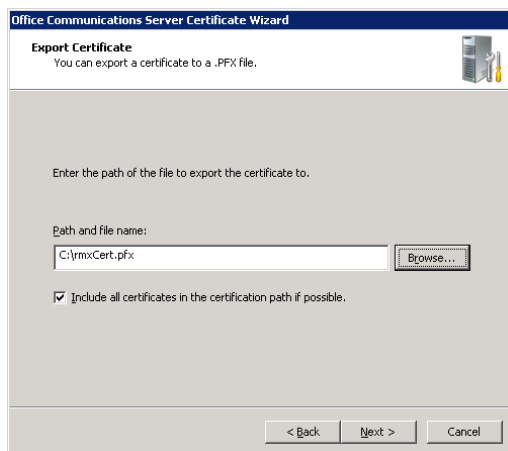 Office Communications Server Certificate Wizard
Export Certificate
You can export a certificate to a .PFX file.
Enter the path of the file to export the certificate to.
Path and file name:
C:\rmxCert.pfx
Browse...
Include all certificates in the certification path if possible.
< Back Next > Cancel